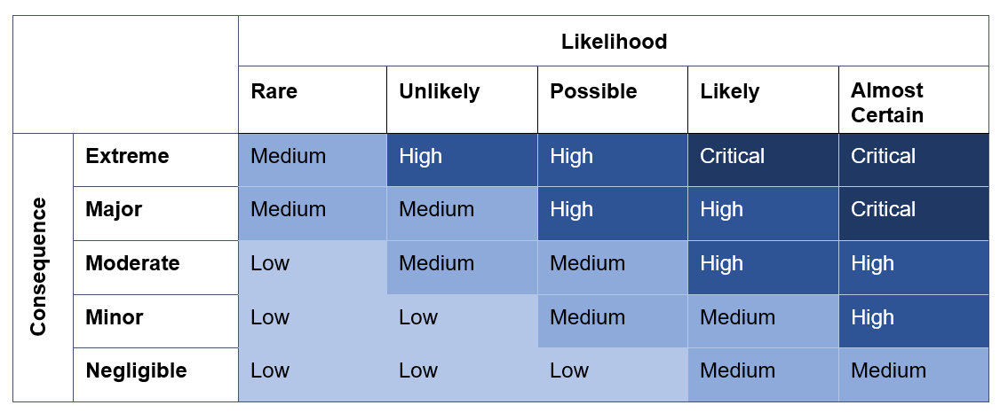 Likelihood
Rare Unlikely Possible Likely Almost
Certain
Consequence
Extreme Medium High High Critical Critical
Major Medium Medium High High Critical
Moderate Low Medium Medium High High
Minor Low Low Medium Medium High
Negligible Low Low Low Medium Medium